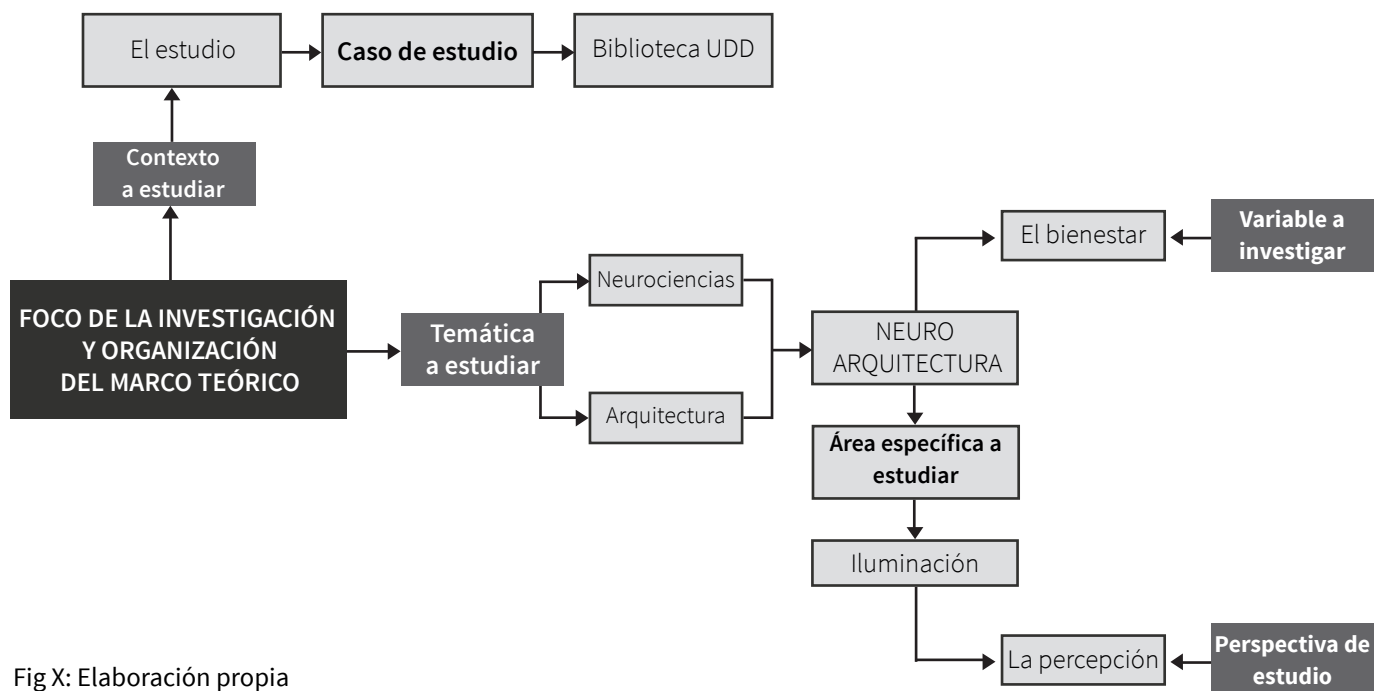 El estudio
Caso de estudio
Biblioteca UDD
Contexto
a estudiar
FOCO DE LA INVESTIGACIÓN
Y ORGANIZACIÓN
DEL MARCO TEÓRICO
Temática
a estudiar
Neurociencias
Arquitectura
NEURO
ARQUITECTURA
El bienestar
Variable a
investigar
Área específica a
estudiar
Iluminación
La percepción
Perspectiva de
estudio
Fig X: Elaboración propia